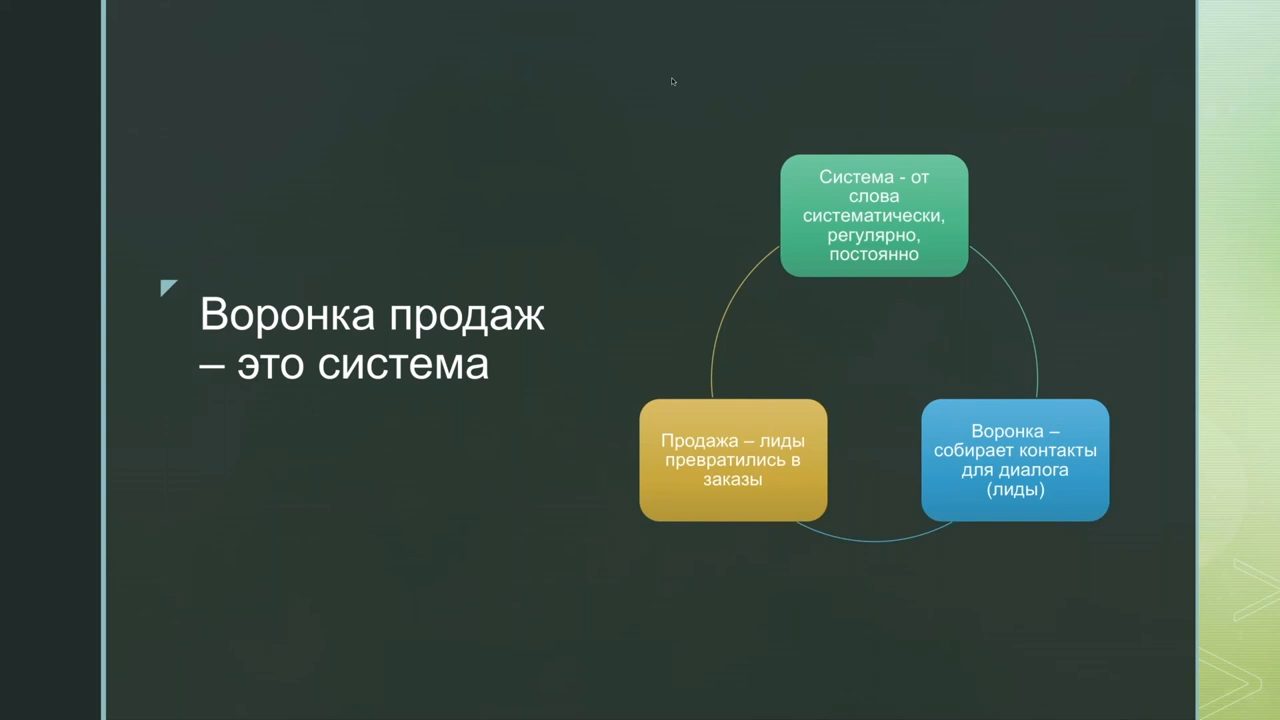 Воронка продаж
– это система
Система - от
слова
систематически,
регулярно,
постоянно
Продажа – лиды
превратились в
заказы
Воронка –
собирает контакты
для диалога
(лиды)